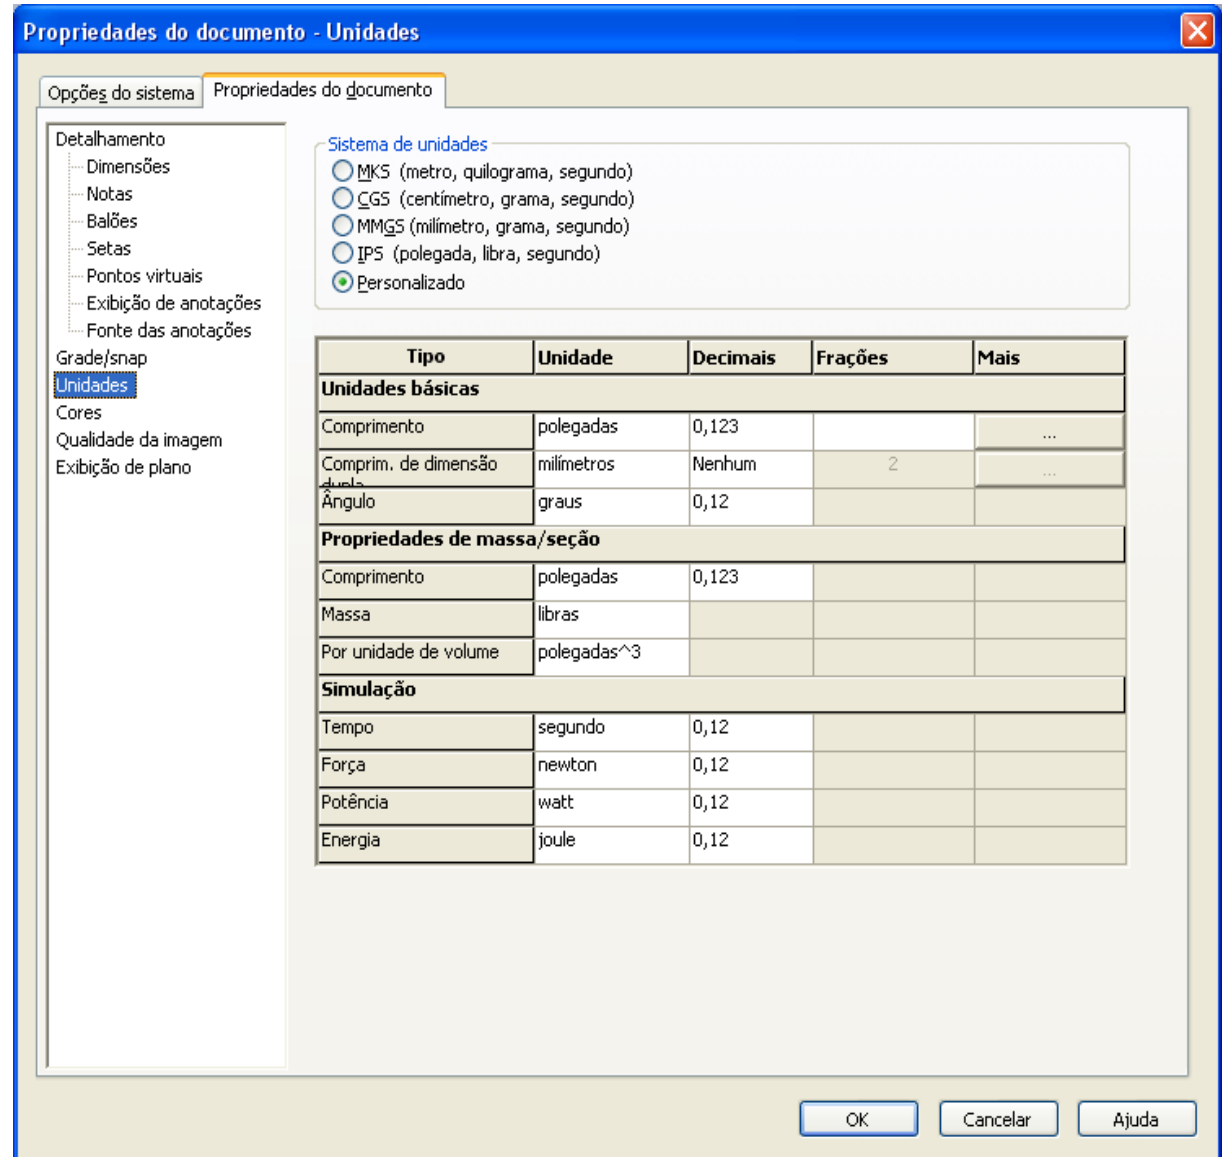 Propriedades do documento - Unidades
Opções do sistema
Propriedades do documento
Detalhamento
Dimensões
Notas
Balões
Setas
Pontos virtuais
Exibição de anotações
Fonte das anotações
Grade/snap
Unidades
Cores
Qualidade da imagem
Exibição de plano
Sistema de unidades
MKS (metro, quilograma, segundo)
CGS (centímetro, grama, segundo)
MMGS (milímetro, grama, segundo)
IPS (polegada, libra, segundo)
Personalizado
Tipo Unidade Decimais Frações Mais
Unidades básicas
Comprimento polegadas 0,123 ...
Comprim. de dimensão milímetros Nenhum 2 ...
dupla
Ângulo graus 0,12
Propriedades de massa/seção
Comprimento polegadas 0,123
Massa libras
Por unidade de volume polegadas^3
Simulação
Tempo segundo 0,12
Força newton 0,12
Potência watt 0,12
Energia joule 0,12
OK Cancelar Ajuda